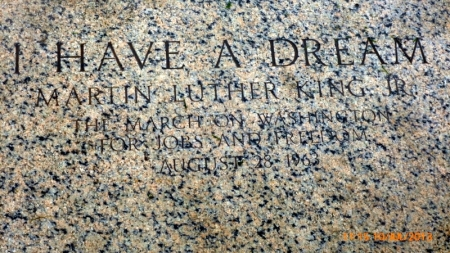 I HAVE A DREAM
MARTIN LUTHER KING JR.
THE MARCH ON WASHINGTON
FOR JOBS AND FREEDOM
AUGUST 28, 1963